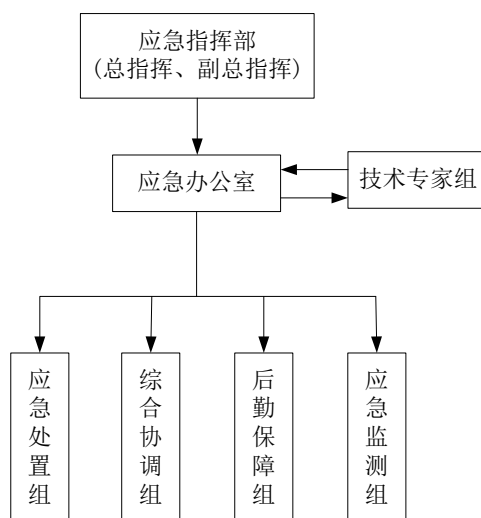 应急指挥部
(总指挥、副总指挥)
应急办公室
技术专家组
应急处置组
综合协调组
后勤保障组
应急监测组